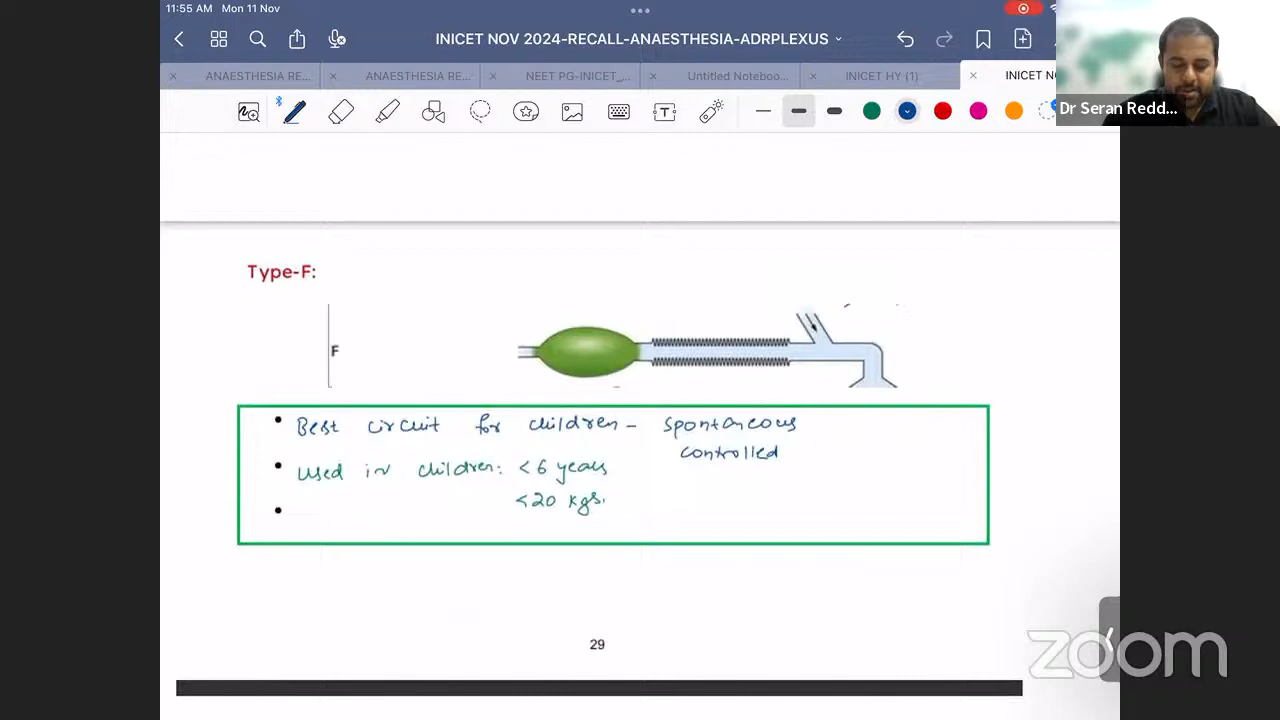 11:55 AM Mon 11 Nov
INICET NOV 2024-RECALL-ANAESTHESIA-ADRPLEXUS
ANAESTHESIA RE...
ANAESTHESIA RE...
NEET PG-INICET_...
Untitled Noteboo...
INICET HY (1)
INICET NO
Dr Seran Redd...
Type-F:
F
• Best circuit for children - spontaneous
controlled
• Used in children: <6 years
<20 kgs.
•
29
zoom